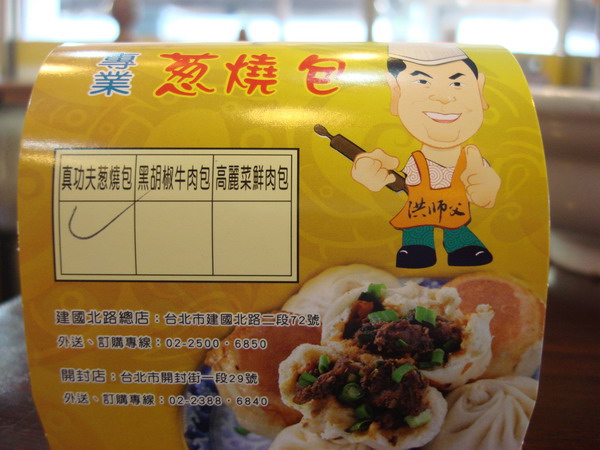 專業 葱燒包
真功夫葱燒包 黑胡椒牛肉包 高麗菜鮮肉包
洪師父
建國北路總店：台北市建國北路二段72號
外送、訂購專線：02-2500・6850
開封店：台北市開封街一段29號
外送、訂購專線：02-2388・6840